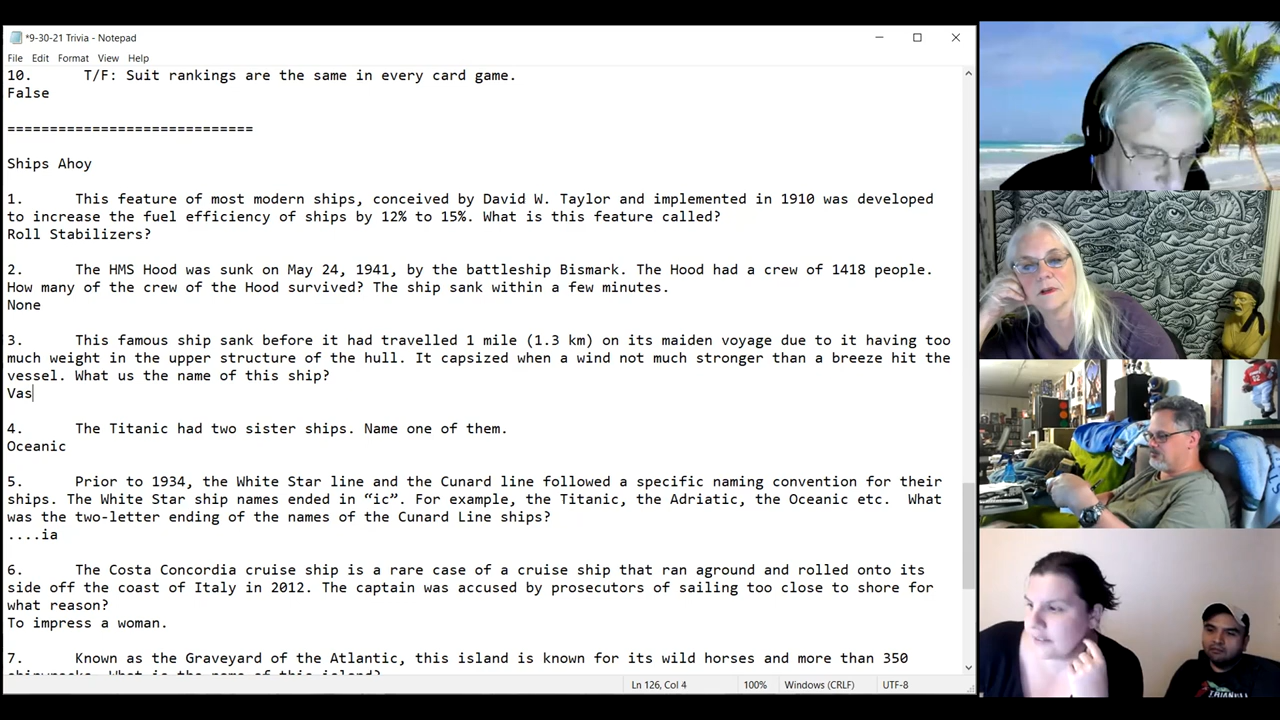 *9-30-21 Trivia - Notepad
File Edit Format View Help
10. T/F: Suit rankings are the same in every card game.
False
=============================
Ships Ahoy
1. This feature of most modern ships, conceived by David W. Taylor and implemented in 1910 was developed
to increase the fuel efficiency of ships by 12% to 15%. What is this feature called?
Roll Stabilizers?
2. The HMS Hood was sunk on May 24, 1941, by the battleship Bismark. The Hood had a crew of 1418 people.
How many of the crew of the Hood survived? The ship sank within a few minutes.
None
3. This famous ship sank before it had travelled 1 mile (1.3 km) on its maiden voyage due to it having too
much weight in the upper structure of the hull. It capsized when a wind not much stronger than a breeze hit the
vessel. What us the name of this ship?
Vas
4. The Titanic had two sister ships. Name one of them.
Oceanic
5. Prior to 1934, the White Star line and the Cunard line followed a specific naming convention for their
ships. The White Star ship names ended in “ic”. For example, the Titanic, the Adriatic, the Oceanic etc. What
was the two-letter ending of the names of the Cunard Line ships?
....ia
6. The Costa Concordia cruise ship is a rare case of a cruise ship that ran aground and rolled onto its
side off the coast of Italy in 2012. The captain was accused by prosecutors of sailing too close to shore for
what reason?
To impress a woman.
7. Known as the Graveyard of the Atlantic, this island is known for its wild horses and more than 350
shipwrecks. What is the name of this island?
Ln 126, Col 4 100% Windows (CRLF) UTF-8